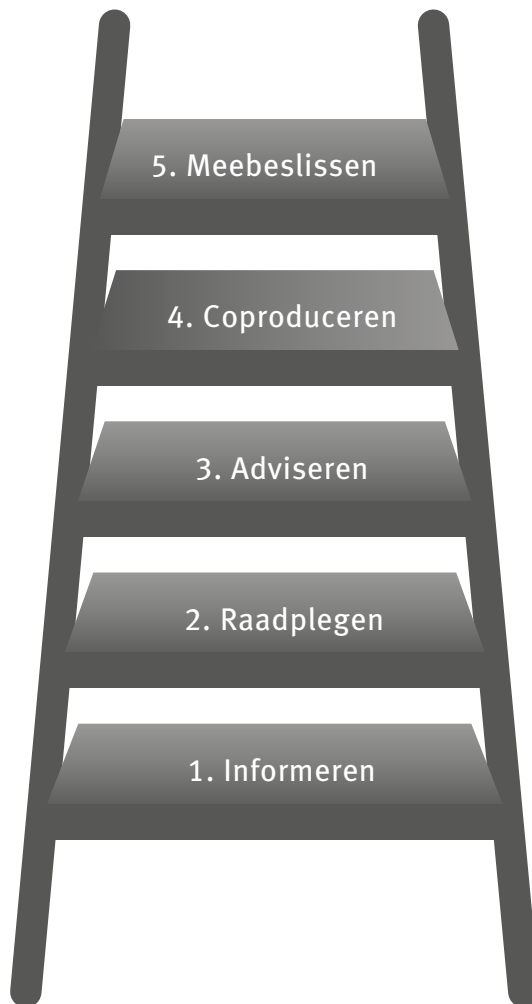 5. Meebeslissen
4. Coproduceren
3. Adviseren
2. Raadplegen
1. Informeren